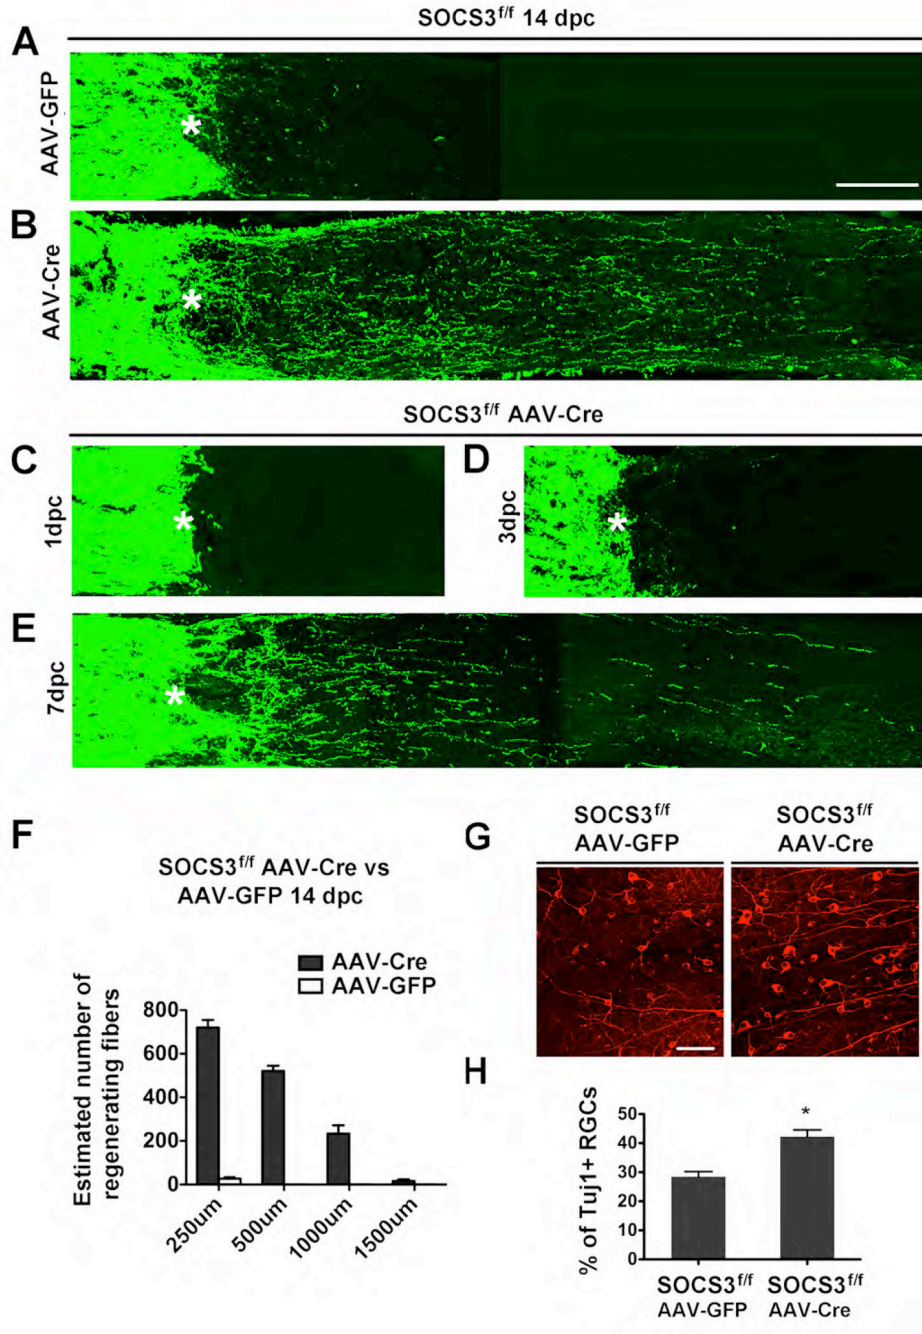 SOCS3f/f 14 dpc
A
AAV-GFP
*
B
AAV-Cre
*
SOCS3f/f AAV-Cre
C
1dpc
*
D
3dpc
*
E
7dpc
*
F
SOCS3f/f AAV-Cre vs
AAV-GFP 14 dpc
AAV-Cre
AAV-GFP
Estimated number of
regenerating fibers
800
600
400
200
0
250um
500um
1000um
1500um
G
SOCS3f/f
AAV-GFP
SOCS3f/f
AAV-Cre
H
% of Tuj1+ RGCs
50
40
30
20
10
0
*
SOCS3f/f
AAV-GFP
SOCS3f/f
AAV-Cre